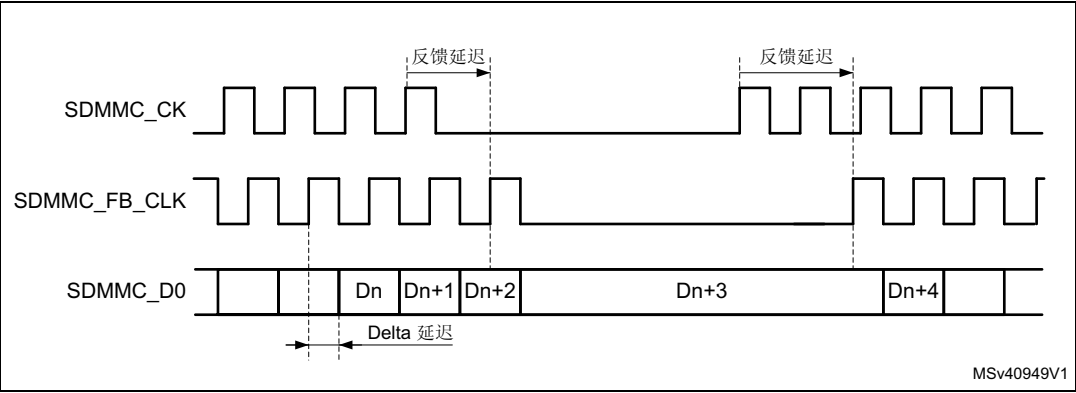 反馈延迟 反馈延迟
SDMMC_CK
SDMMC_FB_CLK
SDMMC_D0 Dn Dn+1 Dn+2 Dn+3 Dn+4
Delta 延迟
MSv40949V1